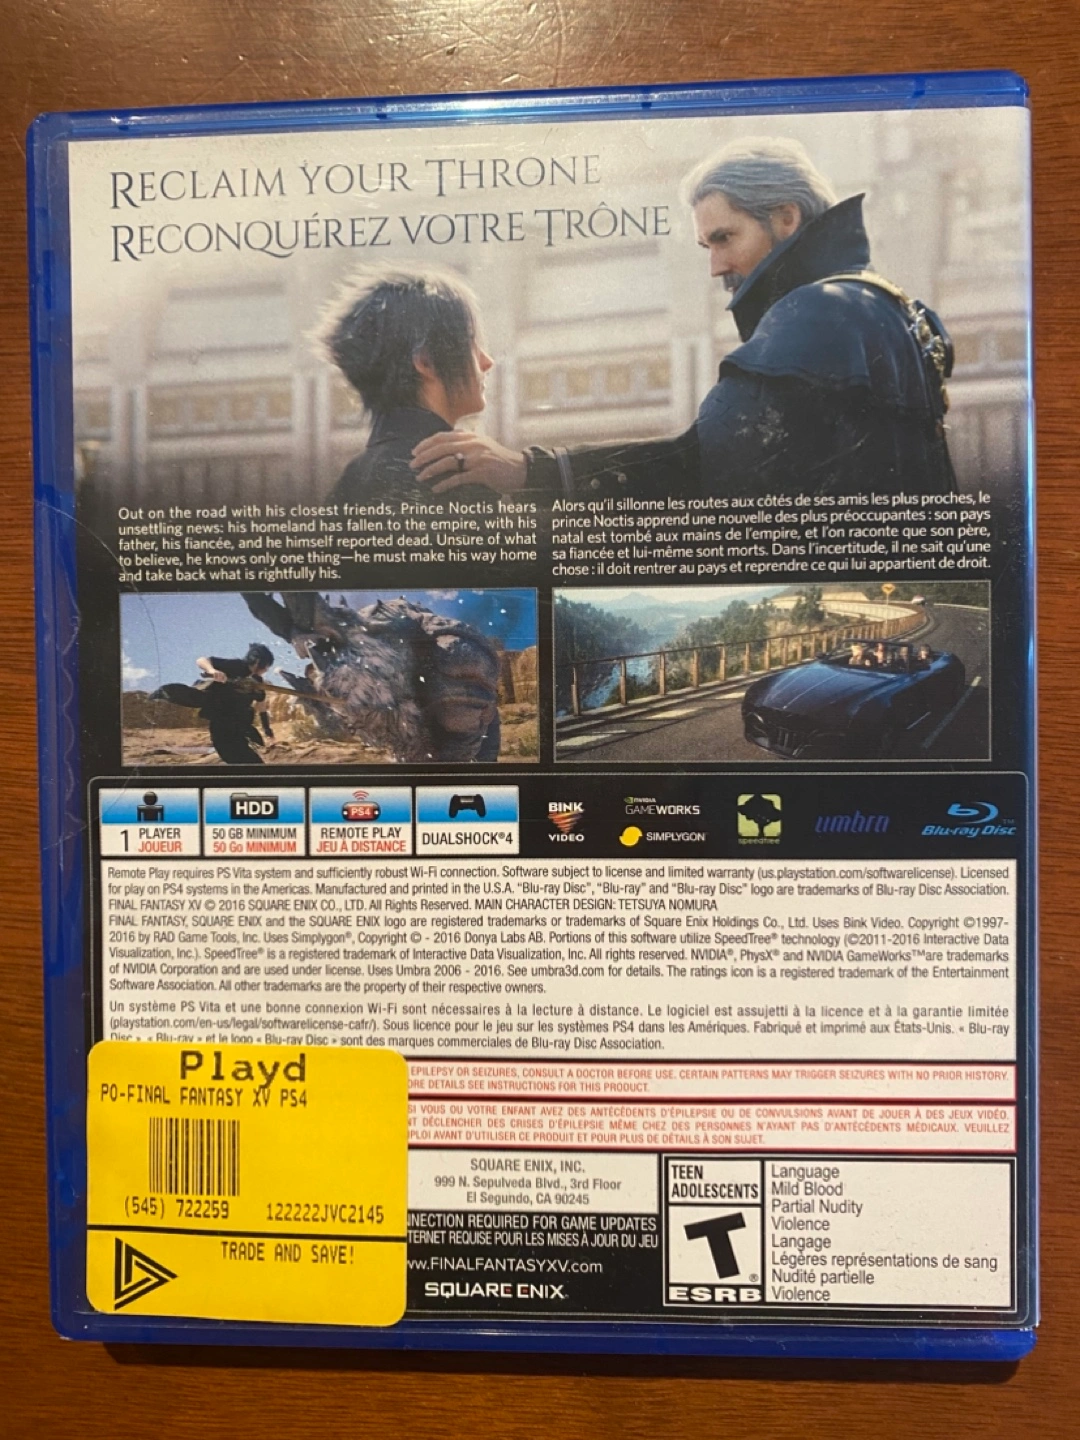 RECLAIM YOUR THRONE
RECONQUÉREZ VOTRE TRÔNE
Out on the road with his closest friends, Prince Noctis hears
unsettling news: his homeland has fallen to the empire, with his
father, his fiancée, and he himself reported dead. Unsure of what
to believe, he knows only one thing—he must make his way home
and take back what is rightfully his.
Alors qu'il sillonne les routes aux côtés de ses amis les plus proches, le
prince Noctis apprend une nouvelle des plus préoccupantes : son pays
natal est tombé aux mains de l'empire, et l'on raconte que son père,
sa fiancée et lui-même sont morts. Dans l'incertitude, il ne sait qu'une
chose : il doit rentrer au pays et reprendre ce qui lui appartient de droit.
1 PLAYER
JOUEUR
HDD
50 GB MINIMUM
50 Go MINIMUM
PS4
REMOTE PLAY
JEU À DISTANCE
DUALSHOCK®4
BINK
VIDEO
NVIDIA
GAMEWORKS
SIMPLYGON
speedtree
umbra
Blu-ray Disc™
Remote Play requires PS Vita system and sufficiently robust Wi-Fi connection. Software subject to license and limited warranty (us.playstation.com/softwarelicense). Licensed
for play on PS4 systems in the Americas. Manufactured and printed in the U.S.A. "Blu-ray Disc", "Blu-ray" and "Blu-ray Disc" logo are trademarks of Blu-ray Disc Association.
FINAL FANTASY XV © 2016 SQUARE ENIX CO., LTD. All Rights Reserved. MAIN CHARACTER DESIGN: TETSUYA NOMURA
FINAL FANTASY, SQUARE ENIX and the SQUARE ENIX logo are registered trademarks or trademarks of Square Enix Holdings Co., Ltd. Uses Bink Video. Copyright ©1997-
2016 by RAD Game Tools, Inc. Uses Simplygon®, Copyright © - 2016 Donya Labs AB. Portions of this software utilize SpeedTree® technology (©2011-2016 Interactive Data
Visualization, Inc.). SpeedTree® is a registered trademark of Interactive Data Visualization, Inc. All rights reserved. NVIDIA®, PhysX® and NVIDIA GameWorks™are trademarks
of NVIDIA Corporation and are used under license. Uses Umbra 2006 - 2016. See umbra3d.com for details. The ratings icon is a registered trademark of the Entertainment
Software Association. All other trademarks are the property of their respective owners.
Un système PS Vita et une bonne connexion Wi-Fi sont nécessaires à la lecture à distance. Le logiciel est assujetti à la licence et à la garantie limitée
(playstation.com/en-us/legal/softwarelicense-cafr/). Sous licence pour le jeu sur les systèmes PS4 dans les Amériques. Fabriqué et imprimé aux États-Unis. « Blu-ray
Disc », « Blu-ray » et le logo « Blu-ray Disc » sont des marques commerciales de Blu-ray Disc Association.
EPILEPSY OR SEIZURES, CONSULT A DOCTOR BEFORE USE. CERTAIN PATTERNS MAY TRIGGER SEIZURES WITH NO PRIOR HISTORY.
DETAILS SEE INSTRUCTIONS FOR THIS PRODUCT.
SI VOUS OU VOTRE ENFANT AVEZ DES ANTÉCÉDENTS D'ÉPILEPSIE OU DE CONVULSIONS AVANT DE JOUER À DES JEUX VIDÉO.
DÉCLENCHER DES CRISES D'ÉPILEPSIE MÊME CHEZ DES PERSONNES N'AYANT PAS D'ANTÉCÉDENTS MÉDICAUX. VEUILLEZ
AVANT D'UTILISER CE PRODUIT ET POUR PLUS DE DÉTAILS À SON SUJET.
Playd
PO-FINAL FANTASY XV PS4
(545) 722259
122222JVC2145
TRADE AND SAVE!
SQUARE ENIX, INC.
999 N. Sepulveda Blvd., 3rd Floor
El Segundo, CA 90245
NNECTION REQUIRED FOR GAME UPDATES
TERNET REQUISE POUR LES MISES À JOUR DU JEU
ww.FINALFANTASYXV.com
SQUARE ENIX.
TEEN
ADOLESCENTS
T®
ESRB
Language
Mild Blood
Partial Nudity
Violence
Langage
Légères représentations de sang
Nudité partielle
Violence